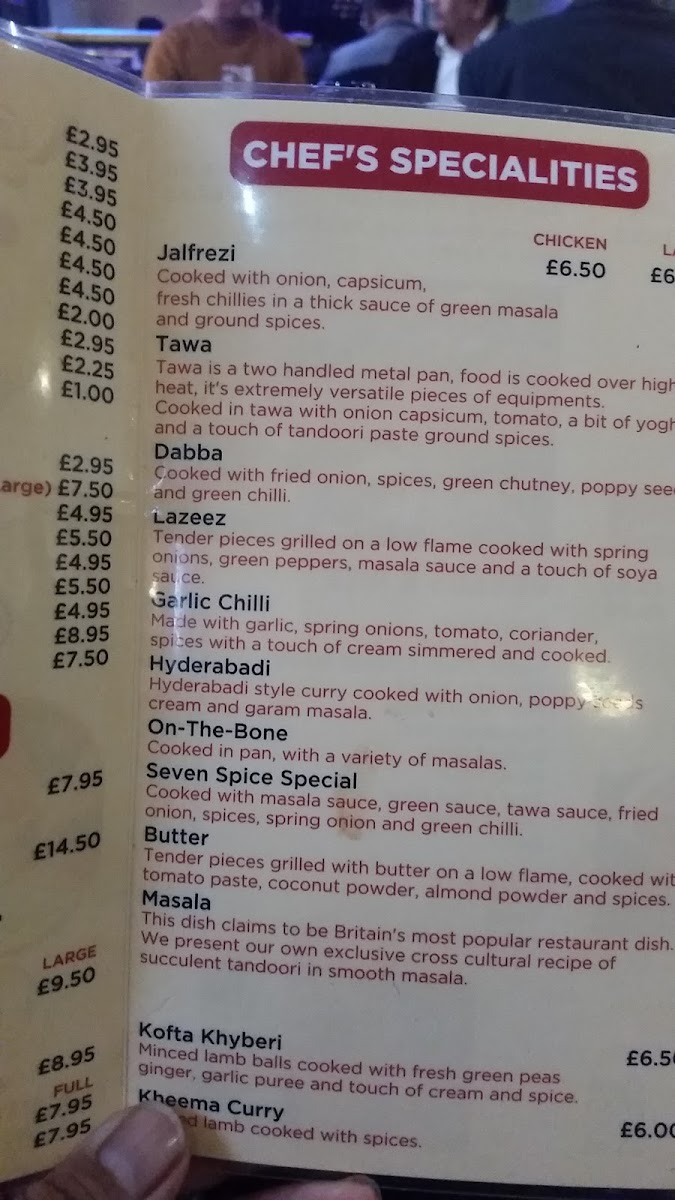 £2.95
£3.95
£3.95
£4.50
£4.50
£4.50
£4.50
£2.00
£2.95
£2.25
£1.00
£2.95
£7.50
£4.95
£5.50
£4.95
£5.50
£4.95
£8.95
£7.50
£7.95
£14.50
LARGE
£9.50
£8.95
FULL
£7.95
£7.95
CHEF'S SPECIALITIES
CHICKEN
Jalfrezi £6.50
Cooked with onion, capsicum,
fresh chillies in a thick sauce of green masala
and ground spices.
Tawa
Tawa is a two handled metal pan, food is cooked over high
heat, it's extremely versatile pieces of equipments.
Cooked in tawa with onion capsicum, tomato, a bit of
and a touch of tandoori paste ground spices.
Dabba
Cooked with fried onion, spices, green chutney, poppy
and green chilli.
Lazeez
Tender pieces grilled on a low flame cooked with spring
onions, green peppers, masala sauce and a touch of soya
sauce.
Garlic Chilli
Made with garlic, spring onions, tomato, coriander,
spices with a touch of cream simmered and cooked.
Hyderabadi
Hyderabadi style curry cooked with onion, poppy seeds
cream and garam masala.
On-The-Bone
Cooked in pan, with a variety of masalas.
Seven Spice Special
Cooked with masala sauce, green sauce, tawa sauce, fried
onion, spices, spring onion and green chilli.
Butter
Tender pieces grilled with butter on a low flame, cooked
tomato paste, coconut powder, almond powder and spices.
Masala
This dish claims to be Britain's most popular restaurant dish.
We present our own exclusive cross cultural recipe of
succulent tandoori in smooth masala.
Kofta Khyberi £6.50
Minced lamb balls cooked with fresh green peas
ginger, garlic puree and touch of cream and spice.
Kheema Curry £6.00
lamb cooked with spices.